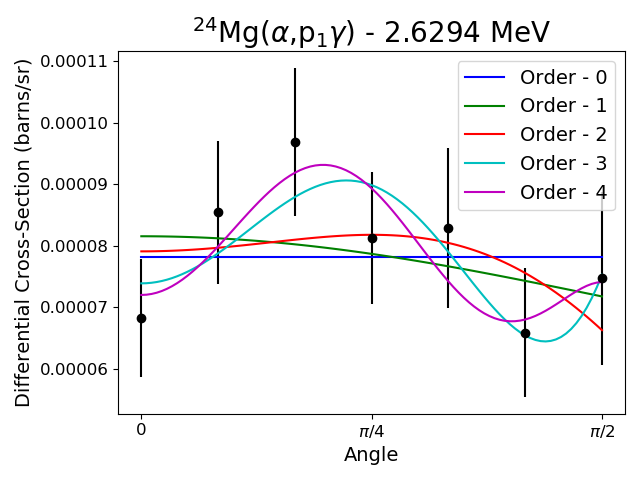 ²⁴Mg(α,p₁γ) - 2.6294 MeV
Differential Cross-Section (barns/sr)
0.00011
0.00010
0.00009
0.00008
0.00007
0.00006
Order - 0
Order - 1
Order - 2
Order - 3
Order - 4
0
π/4
π/2
Angle